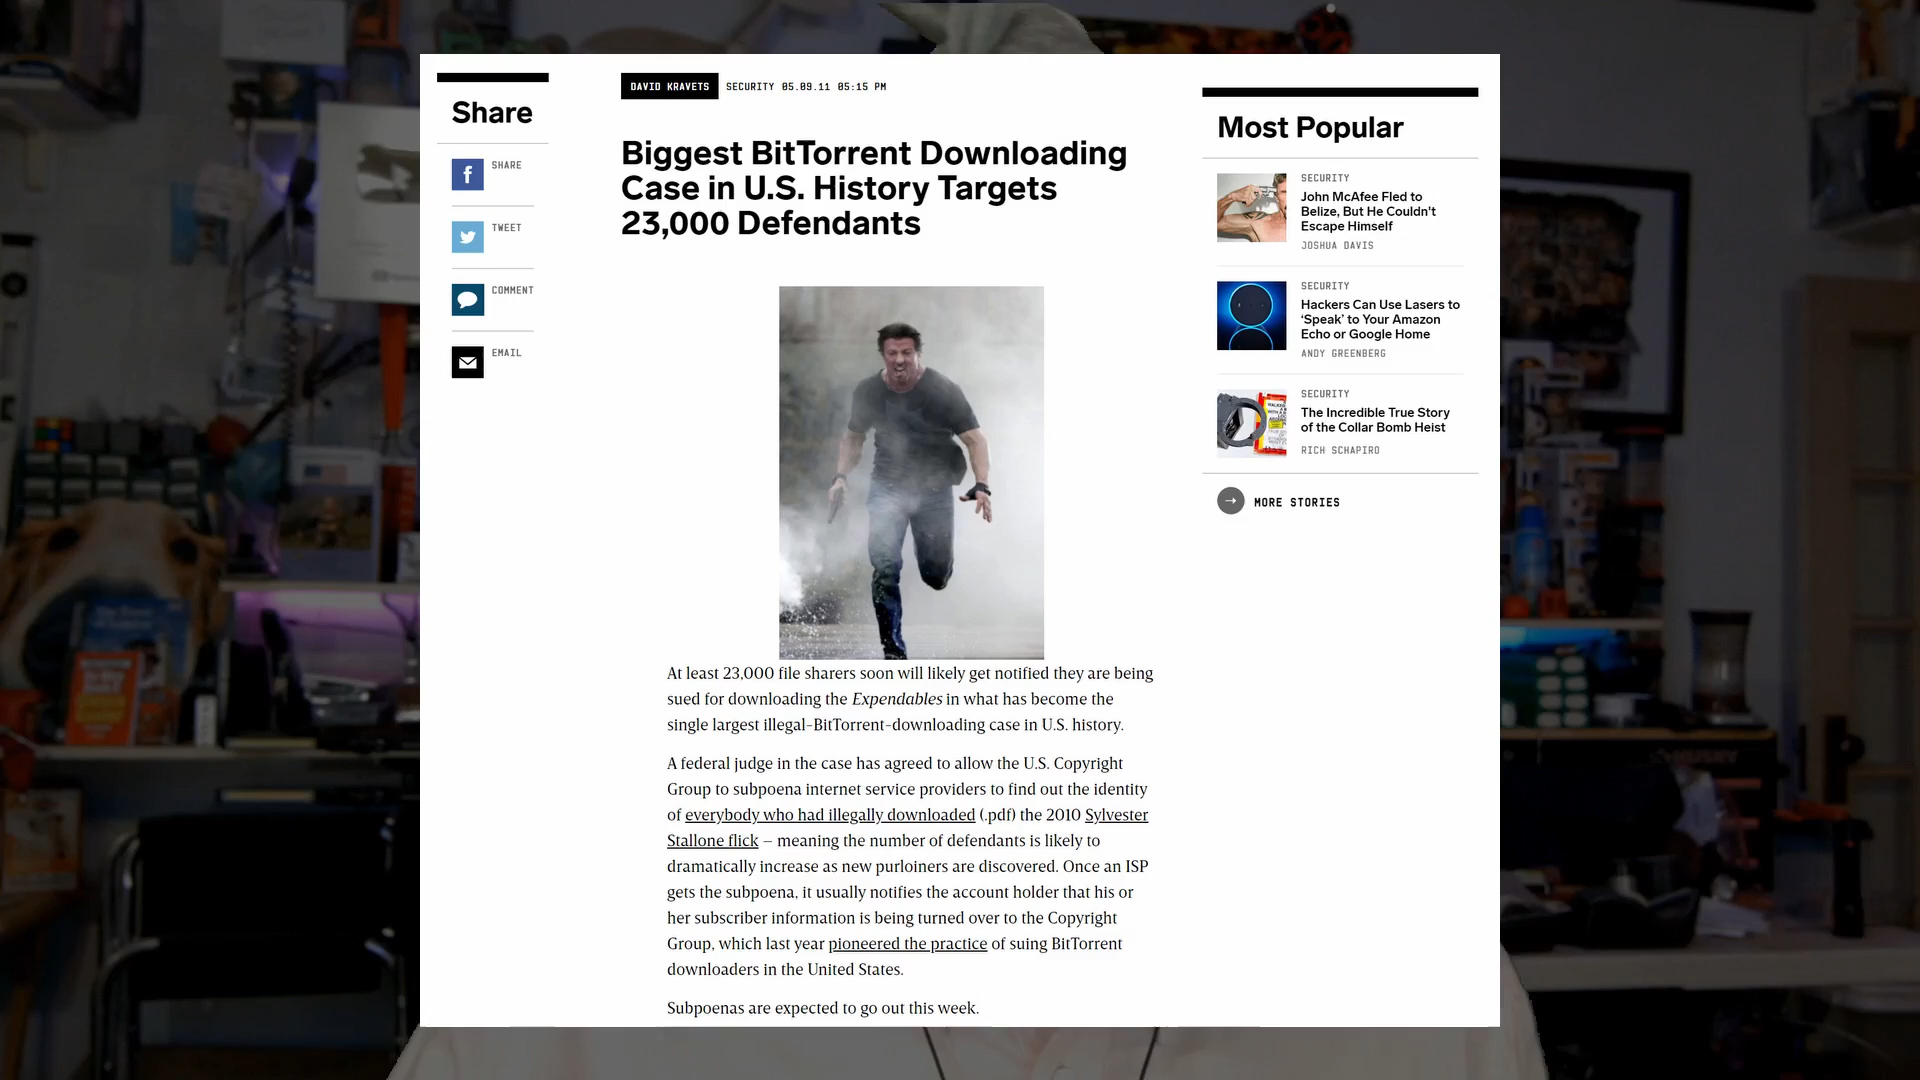 Share
SHARE
TWEET
COMMENT
EMAIL
DAVID KRAVETS SECURITY 05.09.11 05:15 PM
Biggest BitTorrent Downloading
Case in U.S. History Targets
23,000 Defendants
At least 23,000 file sharers soon will likely get notified they are being
sued for downloading the Expendables in what has become the
single largest illegal-BitTorrent-downloading case in U.S. history.
A federal judge in the case has agreed to allow the U.S. Copyright
Group to subpoena internet service providers to find out the identity
of everybody who had illegally downloaded (.pdf) the 2010 Sylvester
Stallone flick – meaning the number of defendants is likely to
dramatically increase as new purloiners are discovered. Once an ISP
gets the subpoena, it usually notifies the account holder that his or
her subscriber information is being turned over to the Copyright
Group, which last year pioneered the practice of suing BitTorrent
downloaders in the United States.
Subpoenas are expected to go out this week.
Most Popular
SECURITY
John McAfee Fled to
Belize, But He Couldn't
Escape Himself
JOSHUA DAVIS
SECURITY
Hackers Can Use Lasers to
‘Speak’ to Your Amazon
Echo or Google Home
ANDY GREENBERG
SECURITY
The Incredible True Story
of the Collar Bomb Heist
RICH SCHAPIRO
MORE STORIES
HUSKY